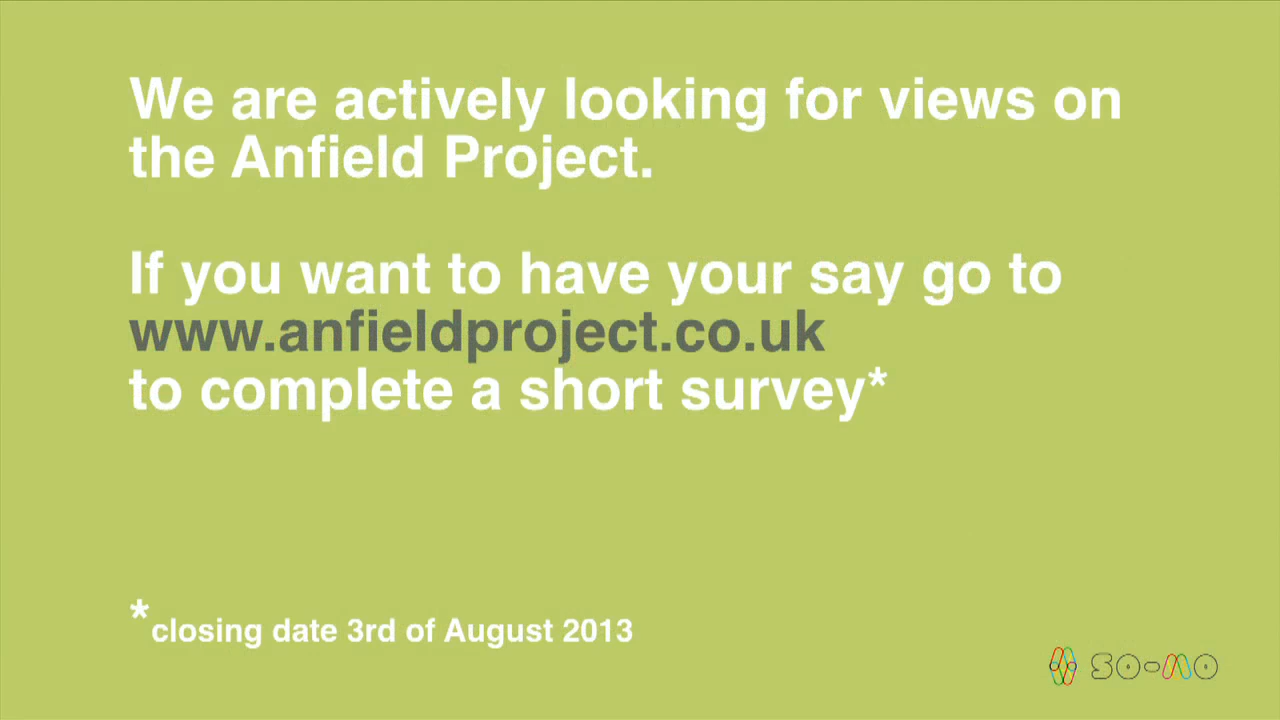 We are actively looking for views on
the Anfield Project.
If you want to have your say go to
www.anfieldproject.co.uk
to complete a short survey*
*closing date 3rd of August 2013
SO-MO